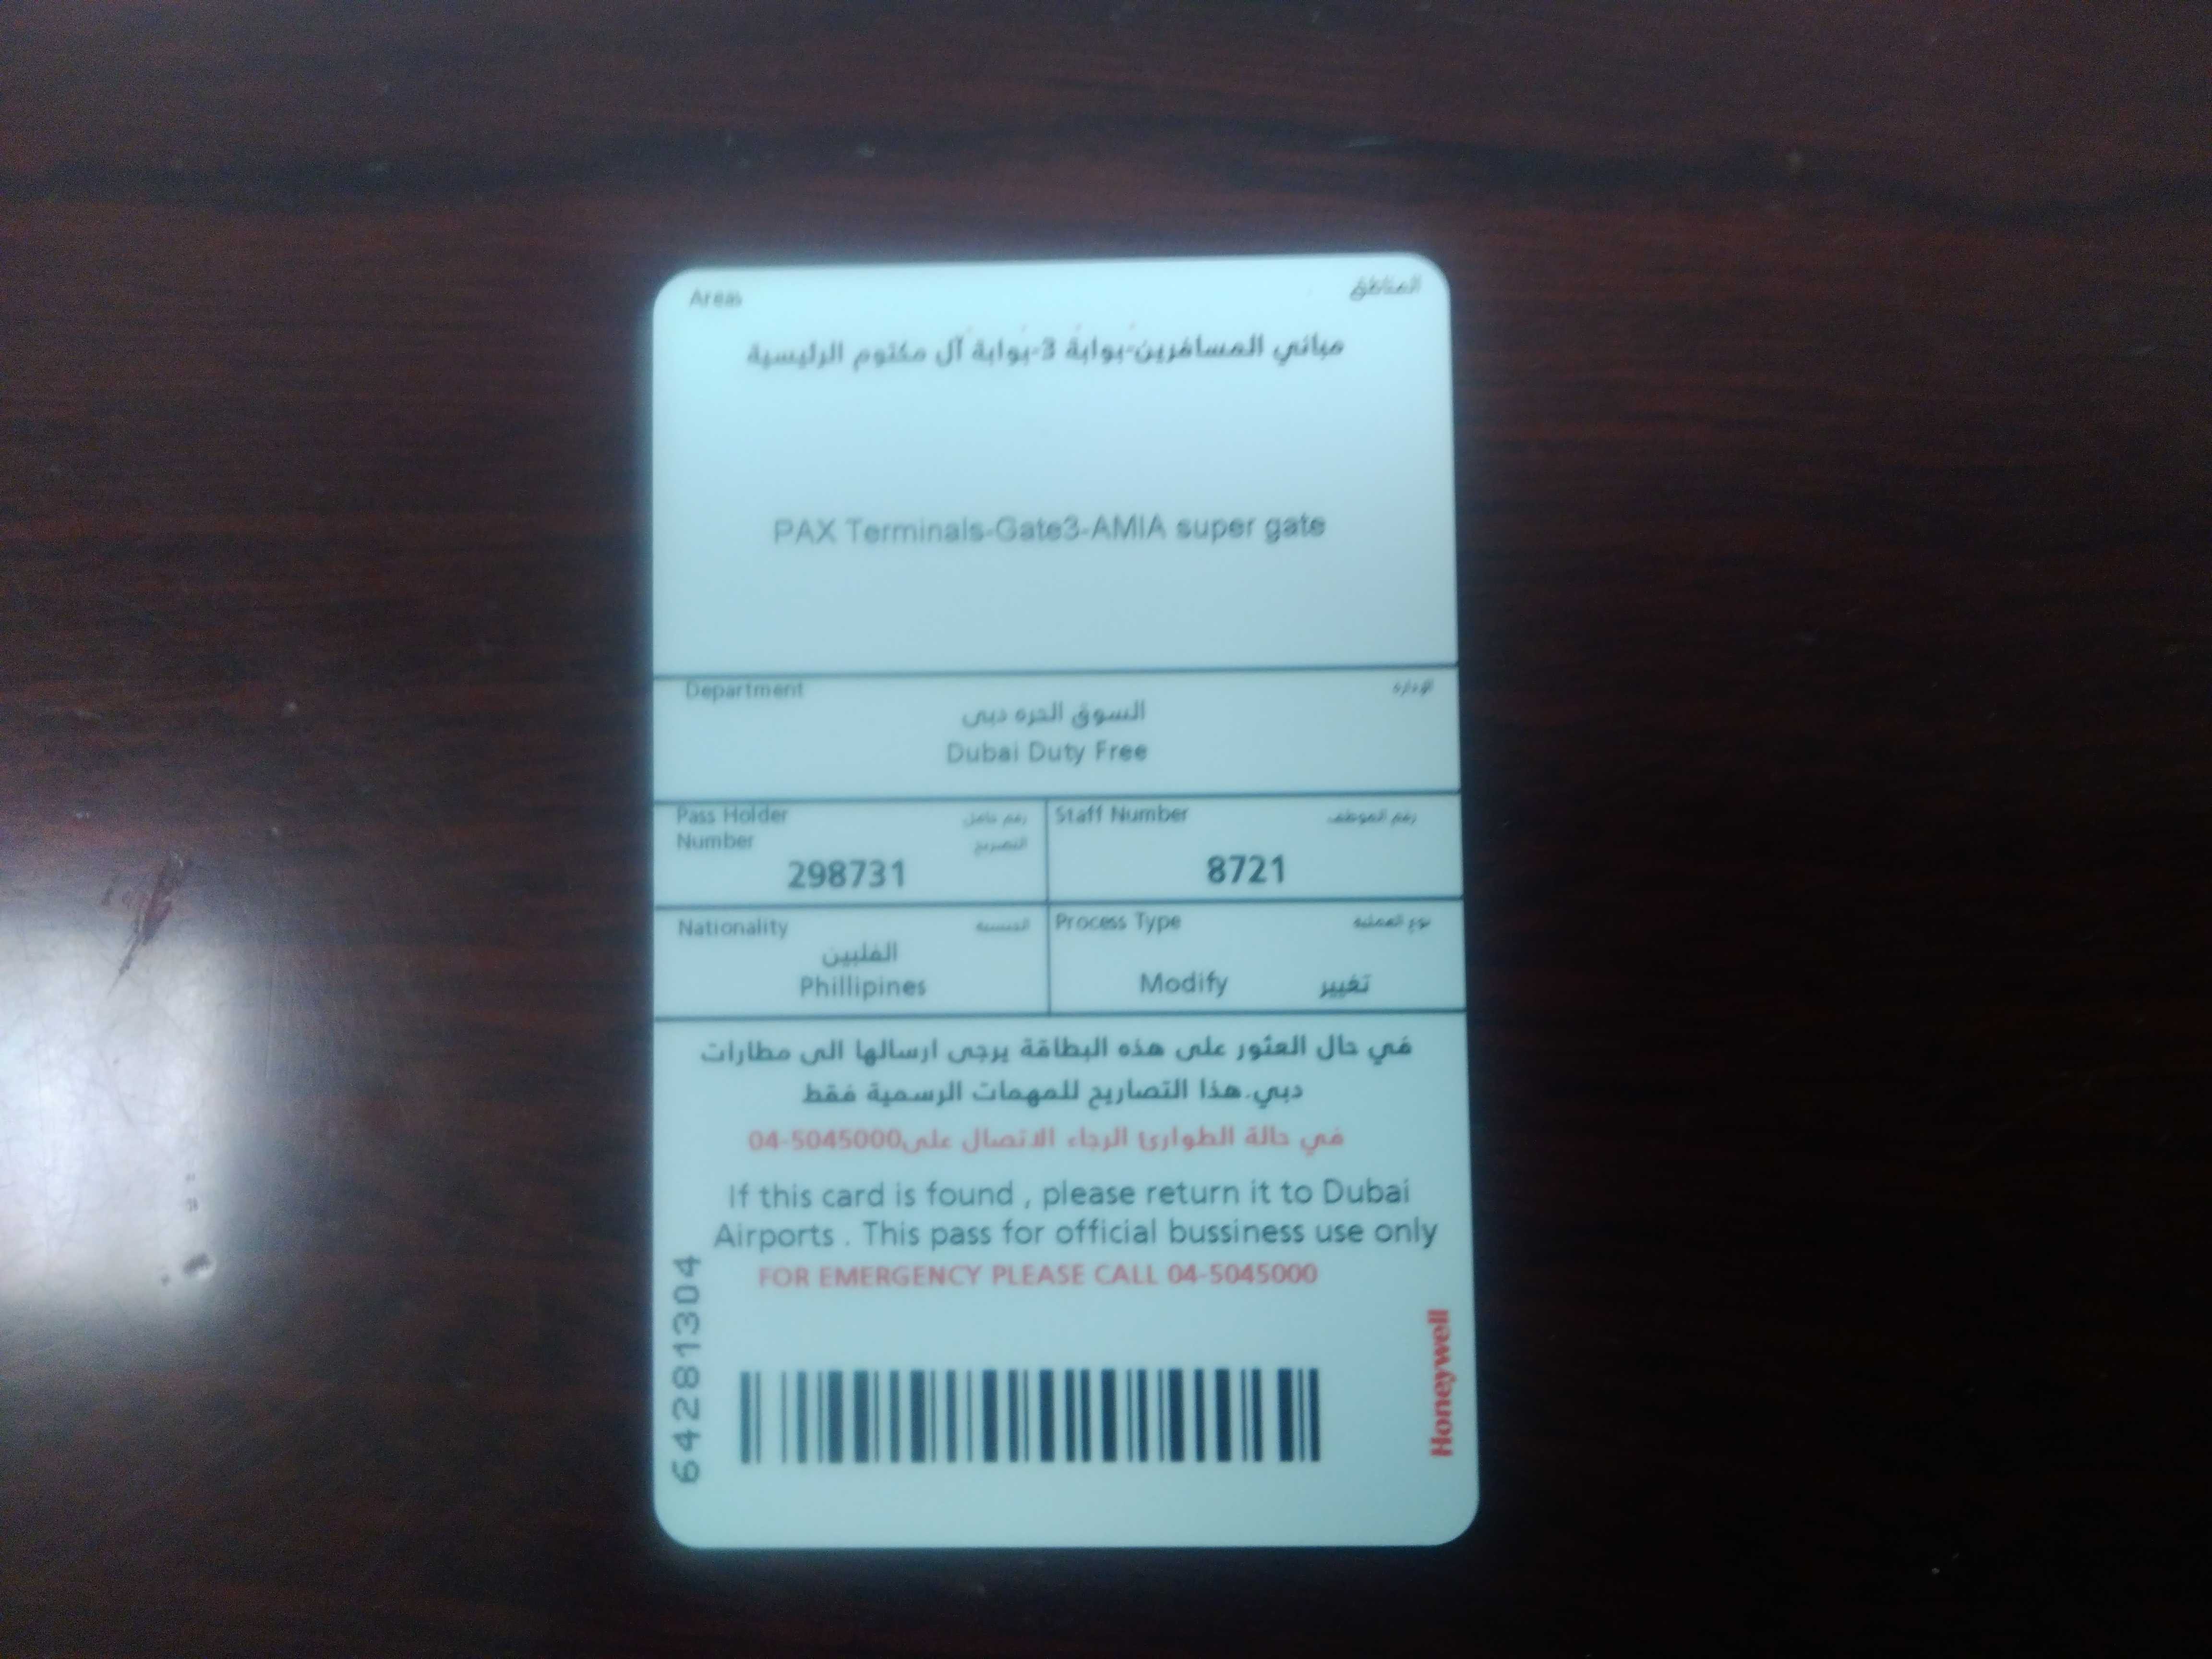 Areas المناطق
مباني المسافرين-بوابة 3-بوابة آل مكتوم الرئيسية
PAX Terminals-Gate3-AMIA super gate
Department الإدارة
السوق الحره دبى
Dubai Duty Free
Pass Holder رقم حامل
Number التصريح
298731
Staff Number رقم الموظف
8721
Nationality الجنسية
الفلبين
Phillipines
Process Type نوع العملية
Modify تغيير
في حال العثور على هذه البطاقة يرجى ارسالها الى مطارات
دبي.هذا التصاريح للمهمات الرسمية فقط
في حالة الطوارئ الرجاء الاتصال على04-5045000
If this card is found , please return it to Dubai
Airports . This pass for official bussiness use only
FOR EMERGENCY PLEASE CALL 04-5045000
64281304
Honeywell